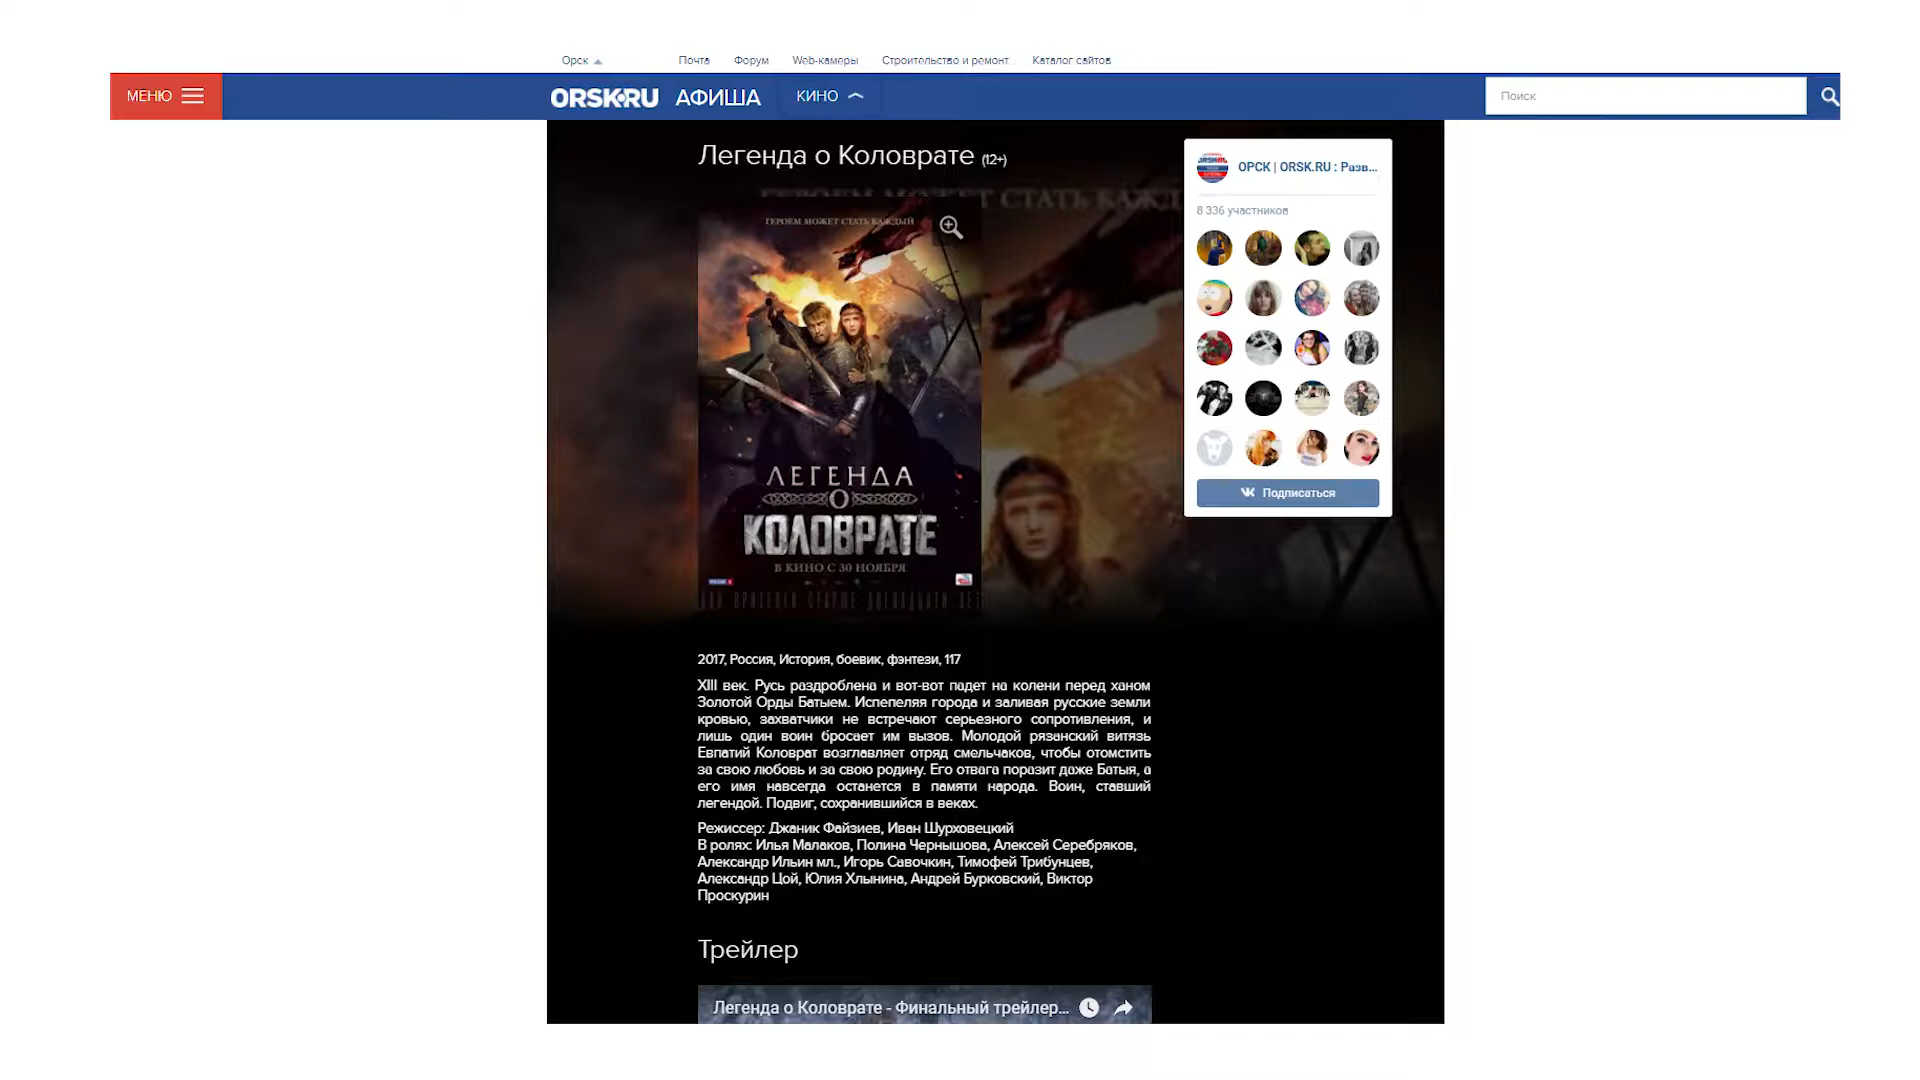 Орск
Почта
Форум
Web-камеры
Строительство и ремонт
Каталог сайтов
МЕНЮ
ORSK.RU
АФИША
КИНО
Поиск
Легенда о Коловрате (12+)
ГЕРОЕМ МОЖЕТ СТАТЬ КАЖДЫЙ
ЛЕГЕНДА
О
КОЛОВРАТЕ
В КИНО С 30 НОЯБРЯ
ОРСК | ORSK.RU : Разв...
8 336 участников
Подписаться
2017, Россия, История, боевик, фэнтези, 117
XIII век. Русь раздроблена и вот-вот падет на колени перед ханом
Золотой Орды Батыем. Испепеляя города и заливая русские земли
кровью, захватчики не встречают серьезного сопротивления, и
лишь один воин бросает им вызов. Молодой рязанский витязь
Евпатий Коловрат возглавляет отряд смельчаков, чтобы отомстить
за свою любовь и за свою родину. Его отвага поразит даже Батыя, а
его имя навсегда останется в памяти народа. Воин, ставший
легендой. Подвиг, сохранившийся в веках.
Режиссер: Джаник Файзиев, Иван Шурховецкий
В ролях: Илья Малаков, Полина Чернышова, Алексей Серебряков,
Александр Ильин мл., Игорь Савочкин, Тимофей Трибунцев,
Александр Цой, Юлия Хлынина, Андрей Бурковский, Виктор
Проскурин
Трейлер
Легенда о Коловрате - Финальный трейлер...